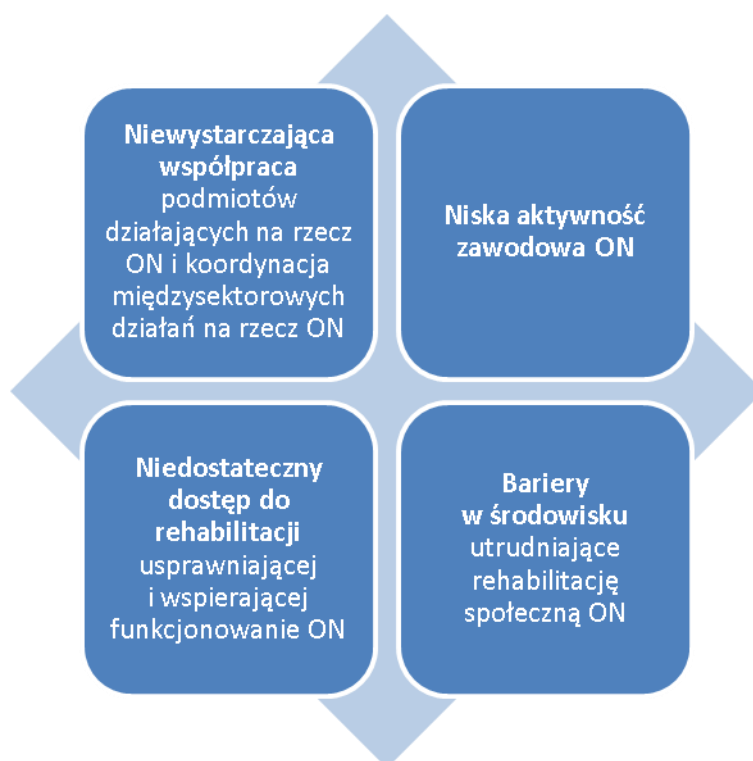 Niewystarczająca
współpraca
podmiotów
działających na rzecz
ON i koordynacja
międzysektorowych
działań na rzecz ON
Niska aktywność
zawodowa ON
Niedostateczny
dostęp do
rehabilitacji
usprawniającej
i wspierającej
funkcjonowanie ON
Bariery
w środowisku
utrudniające
rehabilitację
społeczną ON